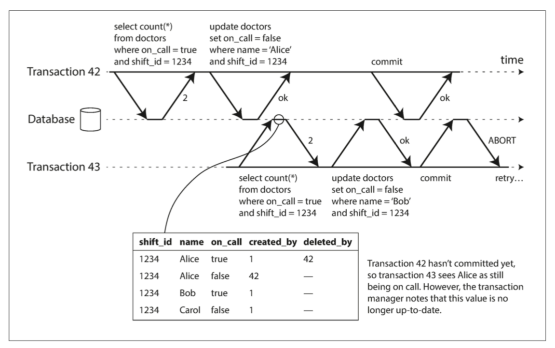 select count(*)
from doctors
where on_call = true
and shift_id = 1234
update doctors
set on_call = false
where name = 'Alice'
and shift_id = 1234
commit
time
Transaction 42
2
ok
ok
Database
2
ok
ABORT
Transaction 43
select count(*)
from doctors
where on_call = true
and shift_id = 1234
update doctors
set on_call = false
where name = 'Bob'
and shift_id = 1234
commit
retry…
shift_id name on_call created_by deleted_by
1234 Alice true 1 42
1234 Alice false 42 —
1234 Bob true 1 —
1234 Carol false 1 —
Transaction 42 hasn't committed yet,
so transaction 43 sees Alice as still
being on call. However, the transaction
manager notes that this value is no
longer up-to-date.